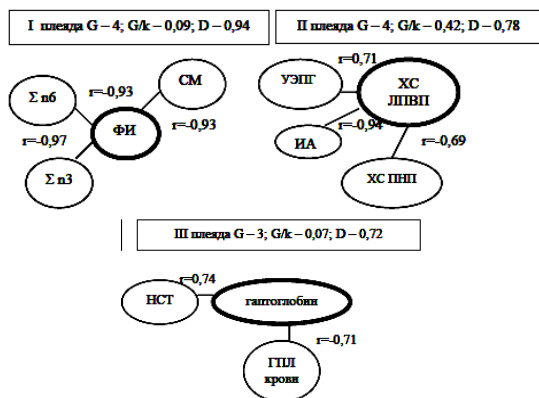 I плеяда G – 4; G/k – 0,09; D – 0,94
II плеяда G – 4; G/k – 0,42; D – 0,78
Σ n6
r=-0,93
СМ
ФИ
r=-0,97
r=-0,93
Σ n3
УЭПГ
r=0,71
ХС
ЛПВП
ИА
r=-0,94
r=-0,69
ХС ПНП
III плеяда G – 3; G/k – 0,07; D – 0,72
НСТ
r=0,74
гаптоглобин
r=-0,71
ГПЛ
крови